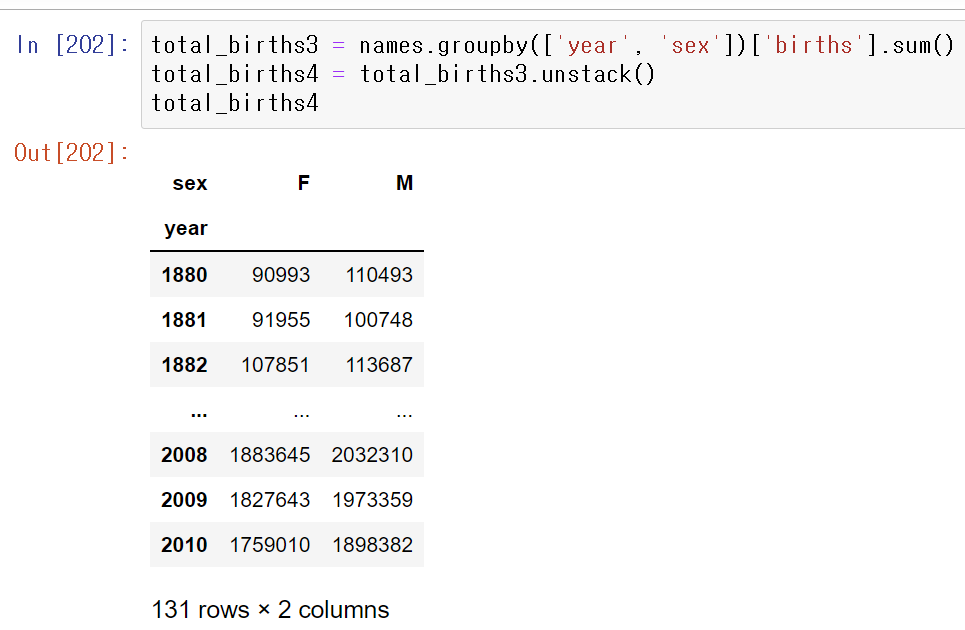 In [202]: total_births3 = names.groupby(['year', 'sex'])['births'].sum()
total_births4 = total_births3.unstack()
total_births4
Out[202]:
sex F M
year
1880 90993 110493
1881 91955 100748
1882 107851 113687
... ... ...
2008 1883645 2032310
2009 1827643 1973359
2010 1759010 1898382
131 rows × 2 columns